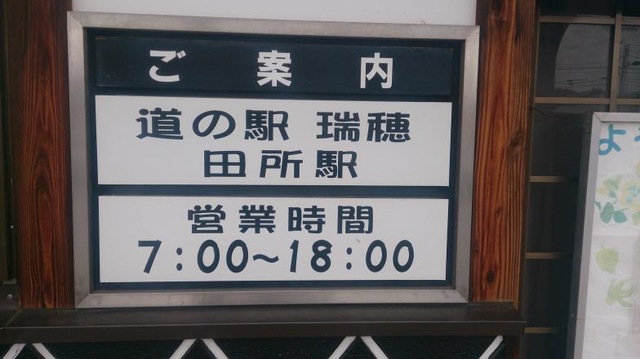 ご案内
道の駅 瑞穂
田所駅
営業時間
7:00~18:00
よ